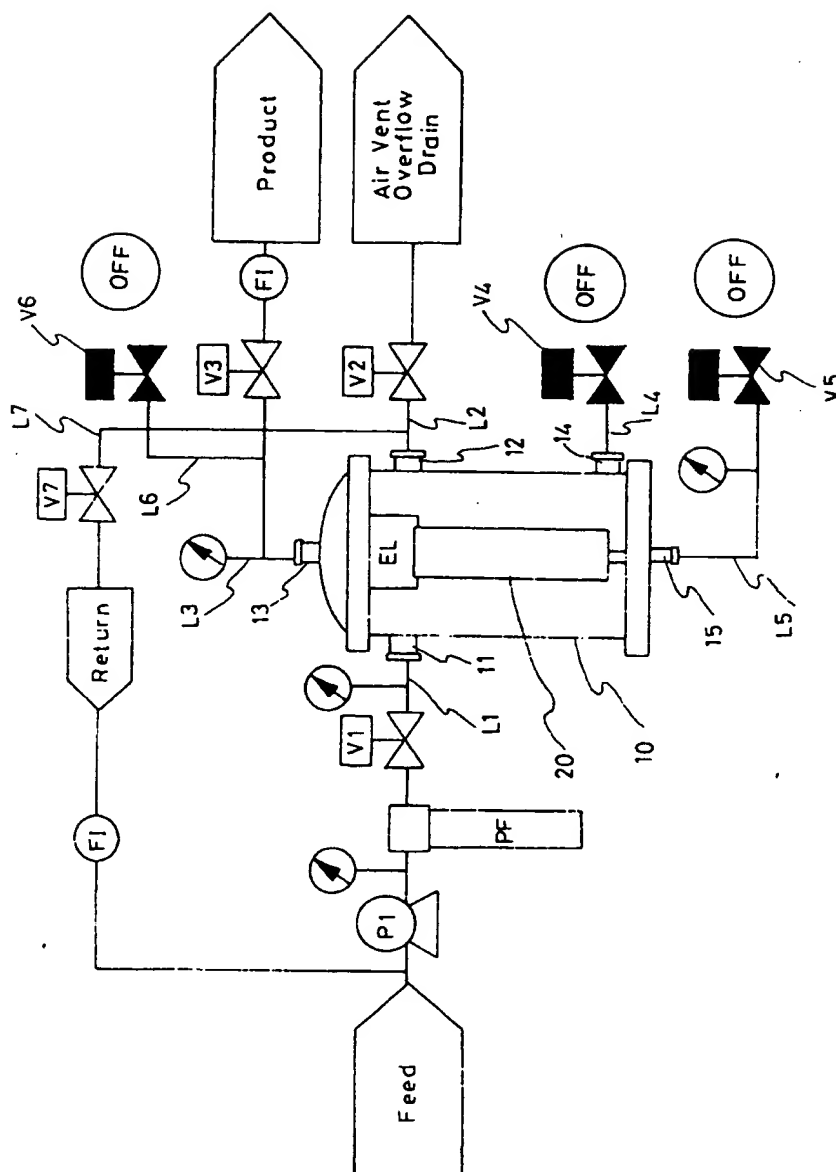 Feed
P1
PF
FI
Return
V7
L7
V6
OFF
V1
L1
11
L3
13
L6
V3
FI
Product
EL
12
L2
V2
Air Vent
Overflow
Drain
20
10
14
L4
V4
OFF
15
L5
V5
OFF